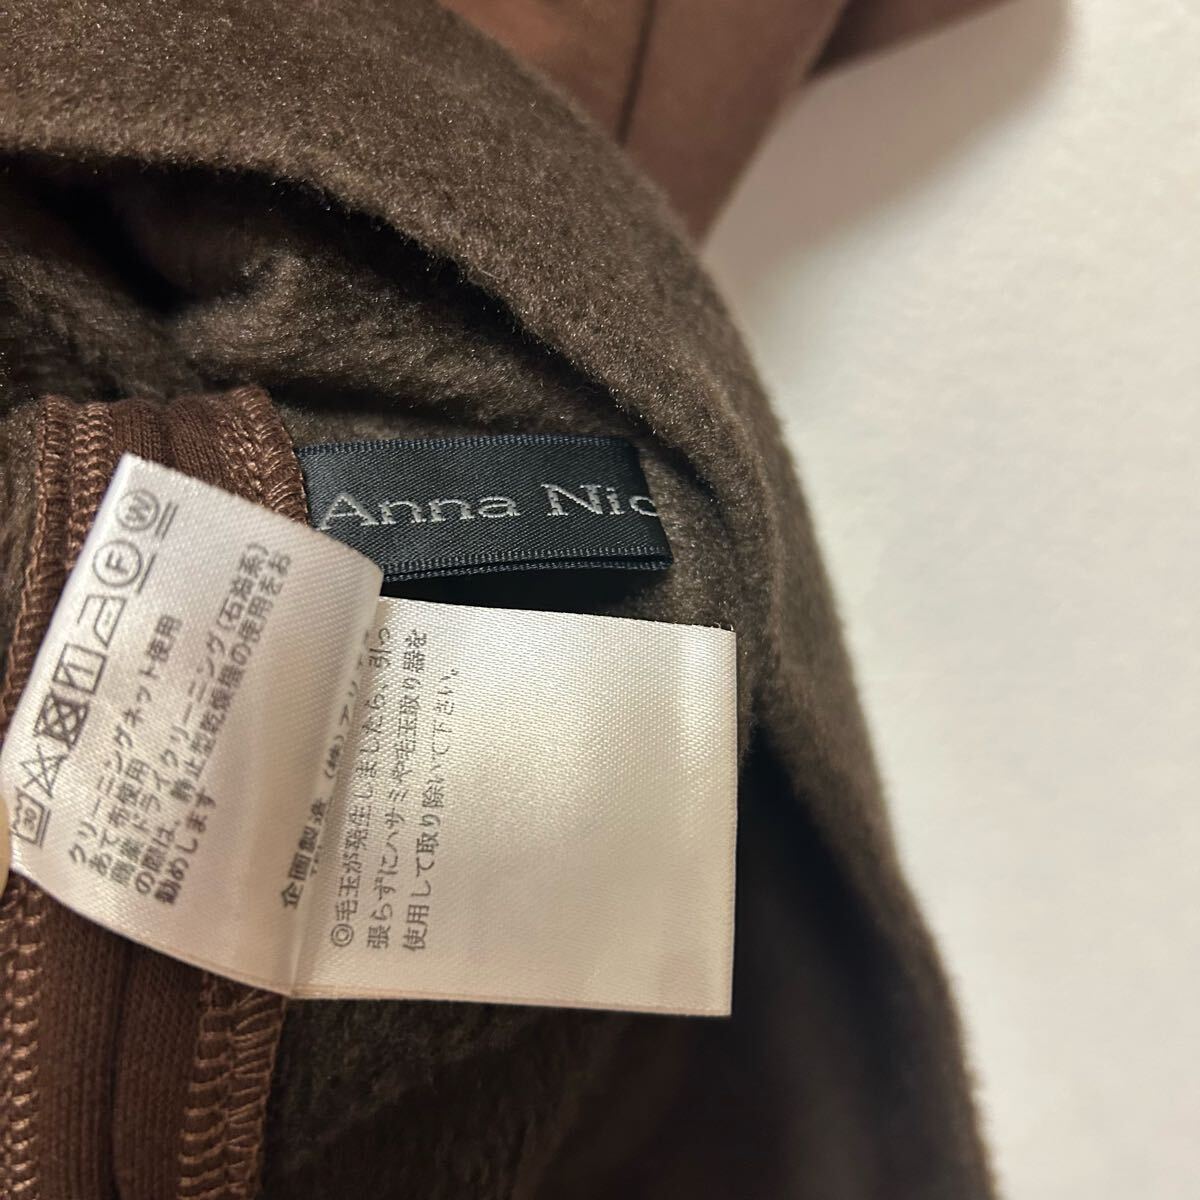 Anna Nic
30
F
W
クリーニングネット使用
あて布使用
商業ドライクリーニング(石油系)
の際は、静止型乾燥機の使用をお
勧めします
企画製造
◎毛玉が発生しましたら、引っ
張らずにハサミや毛玉取り器を
使用して取り除いて下さい。